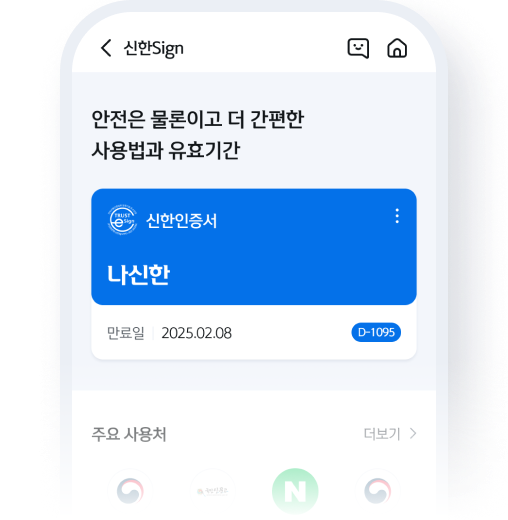 신한Sign
안전은 물론이고 더 간편한
사용법과 유효기간
TRUST
eSign
신한인증서
나신한
만료일 2025.02.08
D-1095
주요 사용처
더보기
N